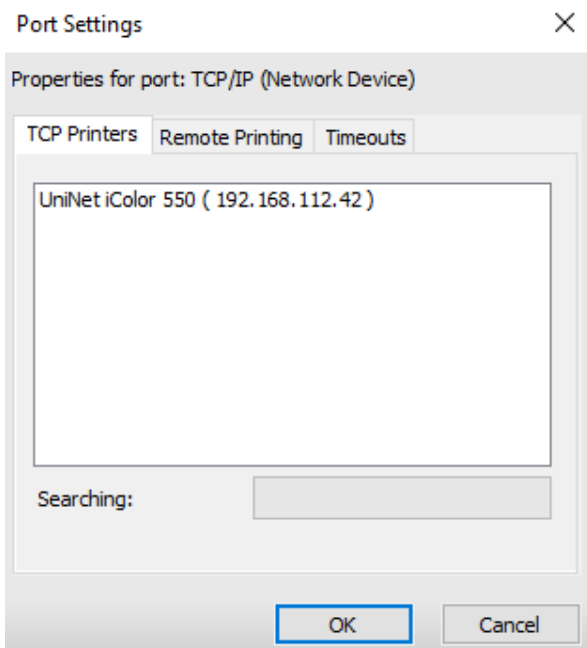 Port Settings
Properties for port: TCP/IP (Network Device)
TCP Printers Remote Printing Timeouts
UniNet iColor 550 ( 192.168.112.42 )
Searching:
OK Cancel